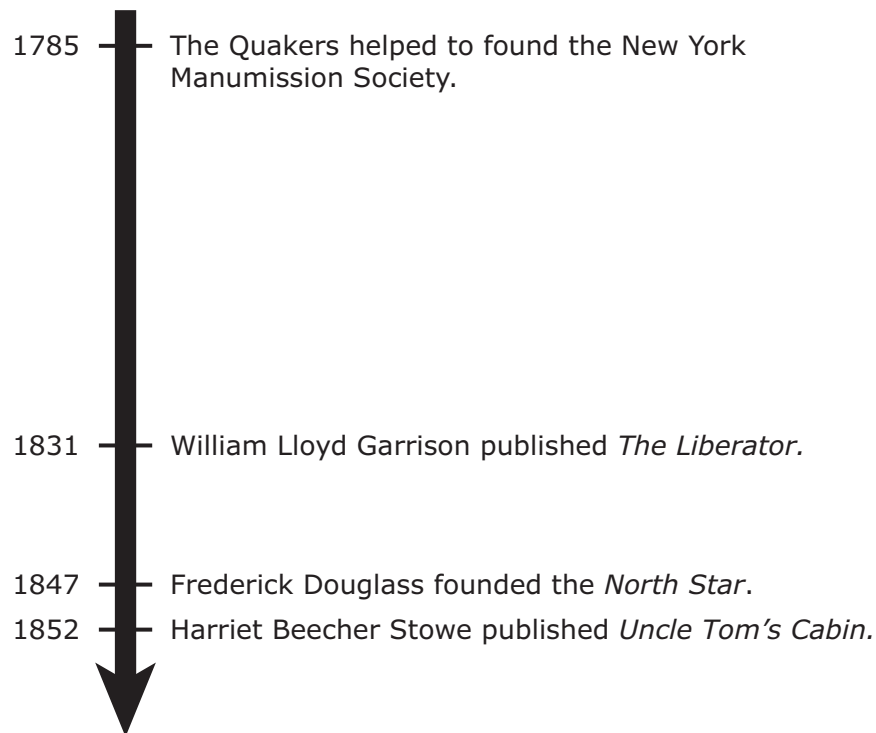 1785 The Quakers helped to found the New York
Manumission Society.
1831 William Lloyd Garrison published The Liberator.
1847 Frederick Douglass founded the North Star.
1852 Harriet Beecher Stowe published Uncle Tom’s Cabin.